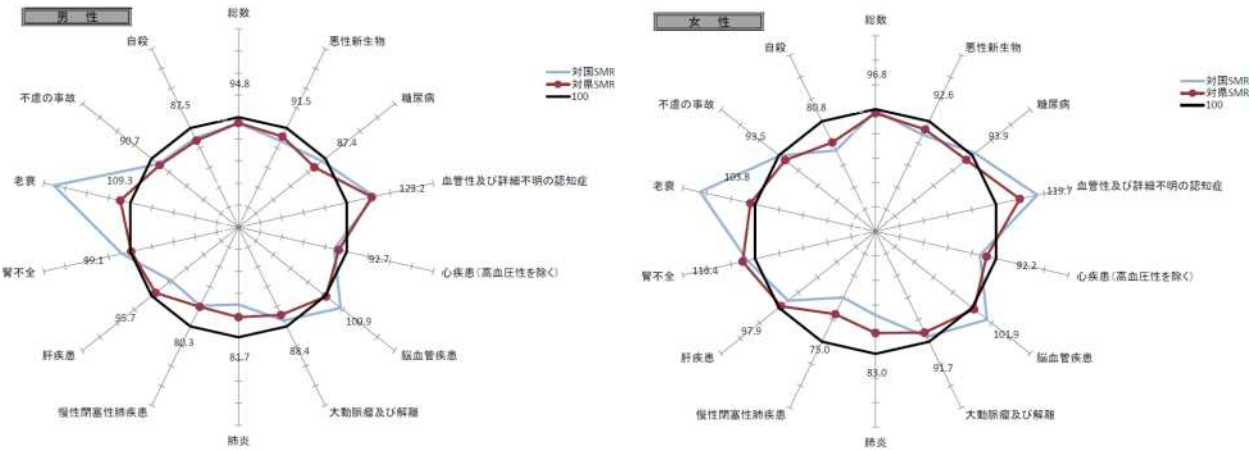 男 性
総数
悪性新生物
糖尿病
血管性及び詳細不明の認知症
心疾患(高血圧性を除く)
脳血管疾患
大動脈瘤及び解離
肺炎
慢性閉塞性肺疾患
肝疾患
腎不全
老衰
不慮の事故
自殺
94.8
91.5
87.4
92.7
100.9
88.4
81.7
80.3
95.7
99.1
109.3
90.7
87.5
対国SMR
対県SMR
100
女 性
総数
悪性新生物
糖尿病
血管性及び詳細不明の認知症
心疾患(高血圧性を除く)
脳血管疾患
大動脈瘤及び解離
肺炎
慢性閉塞性肺疾患
肝疾患
腎不全
老衰
不慮の事故
自殺
96.8
92.6
93.9
119.7
92.2
101.9
91.7
83.0
97.9
110.4
103.8
93.5
80.8
対国SMR
対県SMR
100